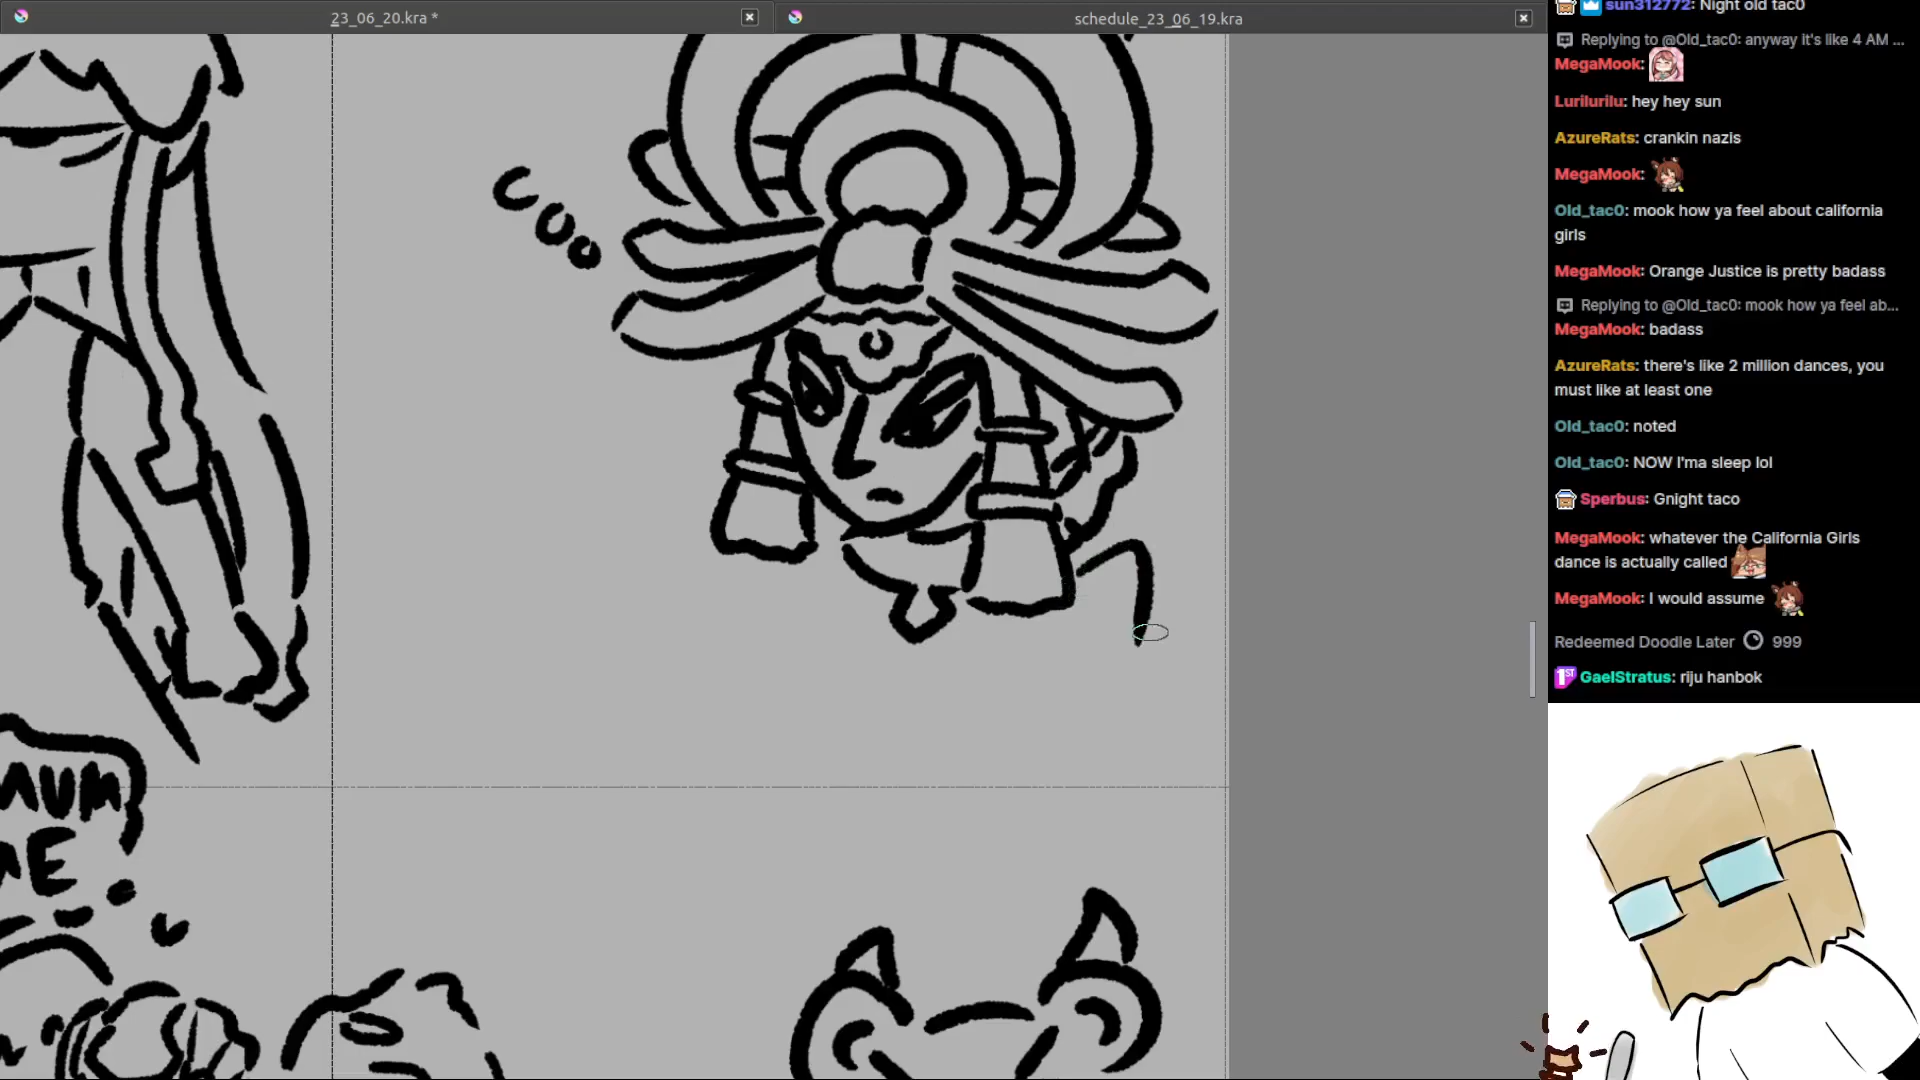 23_06_20.kra *
schedule_23_06_19.kra
sun312772: Night old tac0
Replying to @Old_tac0: anyway it's like 4 AM ...
MegaMook:
Lurilurilu: hey hey sun
AzureRats: crankin nazis
MegaMook:
Old_tac0: mook how ya feel about california
girls
MegaMook: Orange Justice is pretty badass
Replying to @Old_tac0: mook how ya feel ab...
MegaMook: badass
AzureRats: there's like 2 million dances, you
must like at least one
Old_tac0: noted
Old_tac0: NOW I'ma sleep lol
Sperbus: Gnight taco
MegaMook: whatever the California Girls
dance is actually called
MegaMook: I would assume
Redeemed Doodle Later 999
1ST GaelStratus: riju hanbok